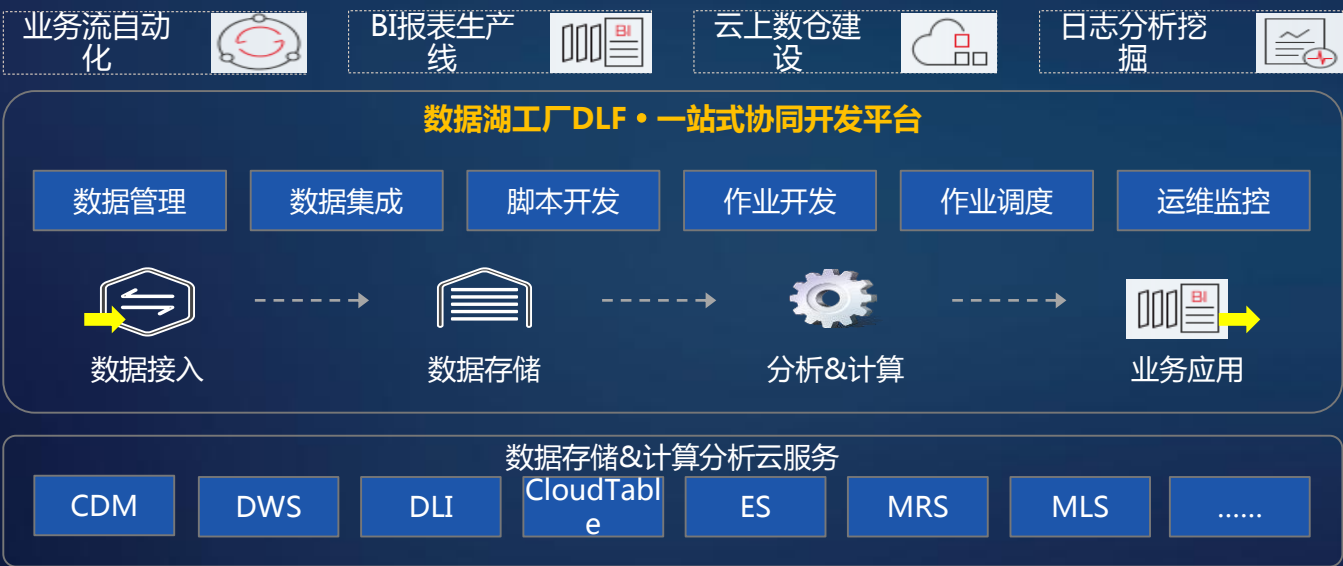 业务流自动
化
BI报表生产
线
BI
云上数仓建
设
日志分析挖
掘
数据湖工厂DLF•一站式协同开发平台
数据管理
数据集成
脚本开发
作业开发
作业调度
运维监控
BI
数据接入
数据存储
分析&计算
业务应用
数据存储&计算分析云服务
CDM
DWS
DLI
CloudTabl
e
ES
MRS
MLS
......